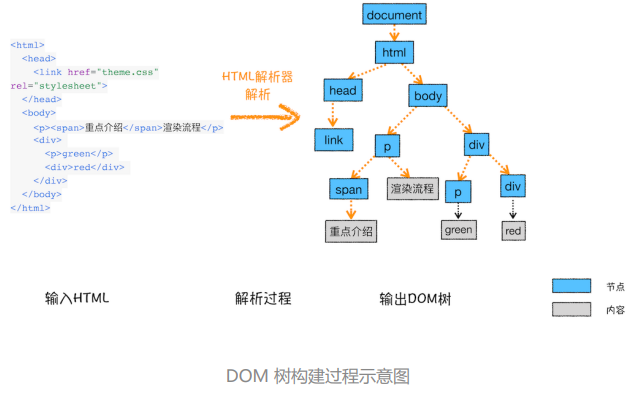 <html>
<head>
<link href="theme.css"
rel="stylesheet">
</head>
<body>
<p><span>重点介绍</span>渲染流程</p>
<div>
<p>green</p>
<div>red</div>
</div>
</body>
</html>
HTML解析器
解析
document
html
head
body
link
p
div
span
渲染流程
p
div
重点介绍
green
red
输入HTML
解析过程
输出DOM树
节点
内容
DOM 树构建过程示意图